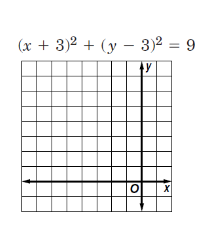 (x + 3)² + (y − 3)² = 9
y
O
x